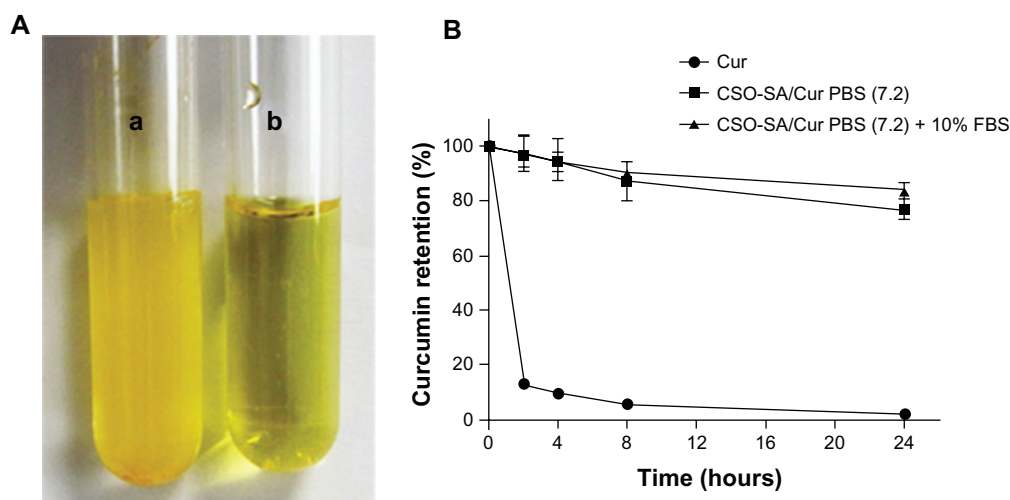 A
a
b
B
Cur
CSO-SA/Cur PBS (7.2)
CSO-SA/Cur PBS (7.2) + 10% FBS
Curcumin retention (%)
100
80
60
40
20
0
0 4 8 12 16 20 24
Time (hours)